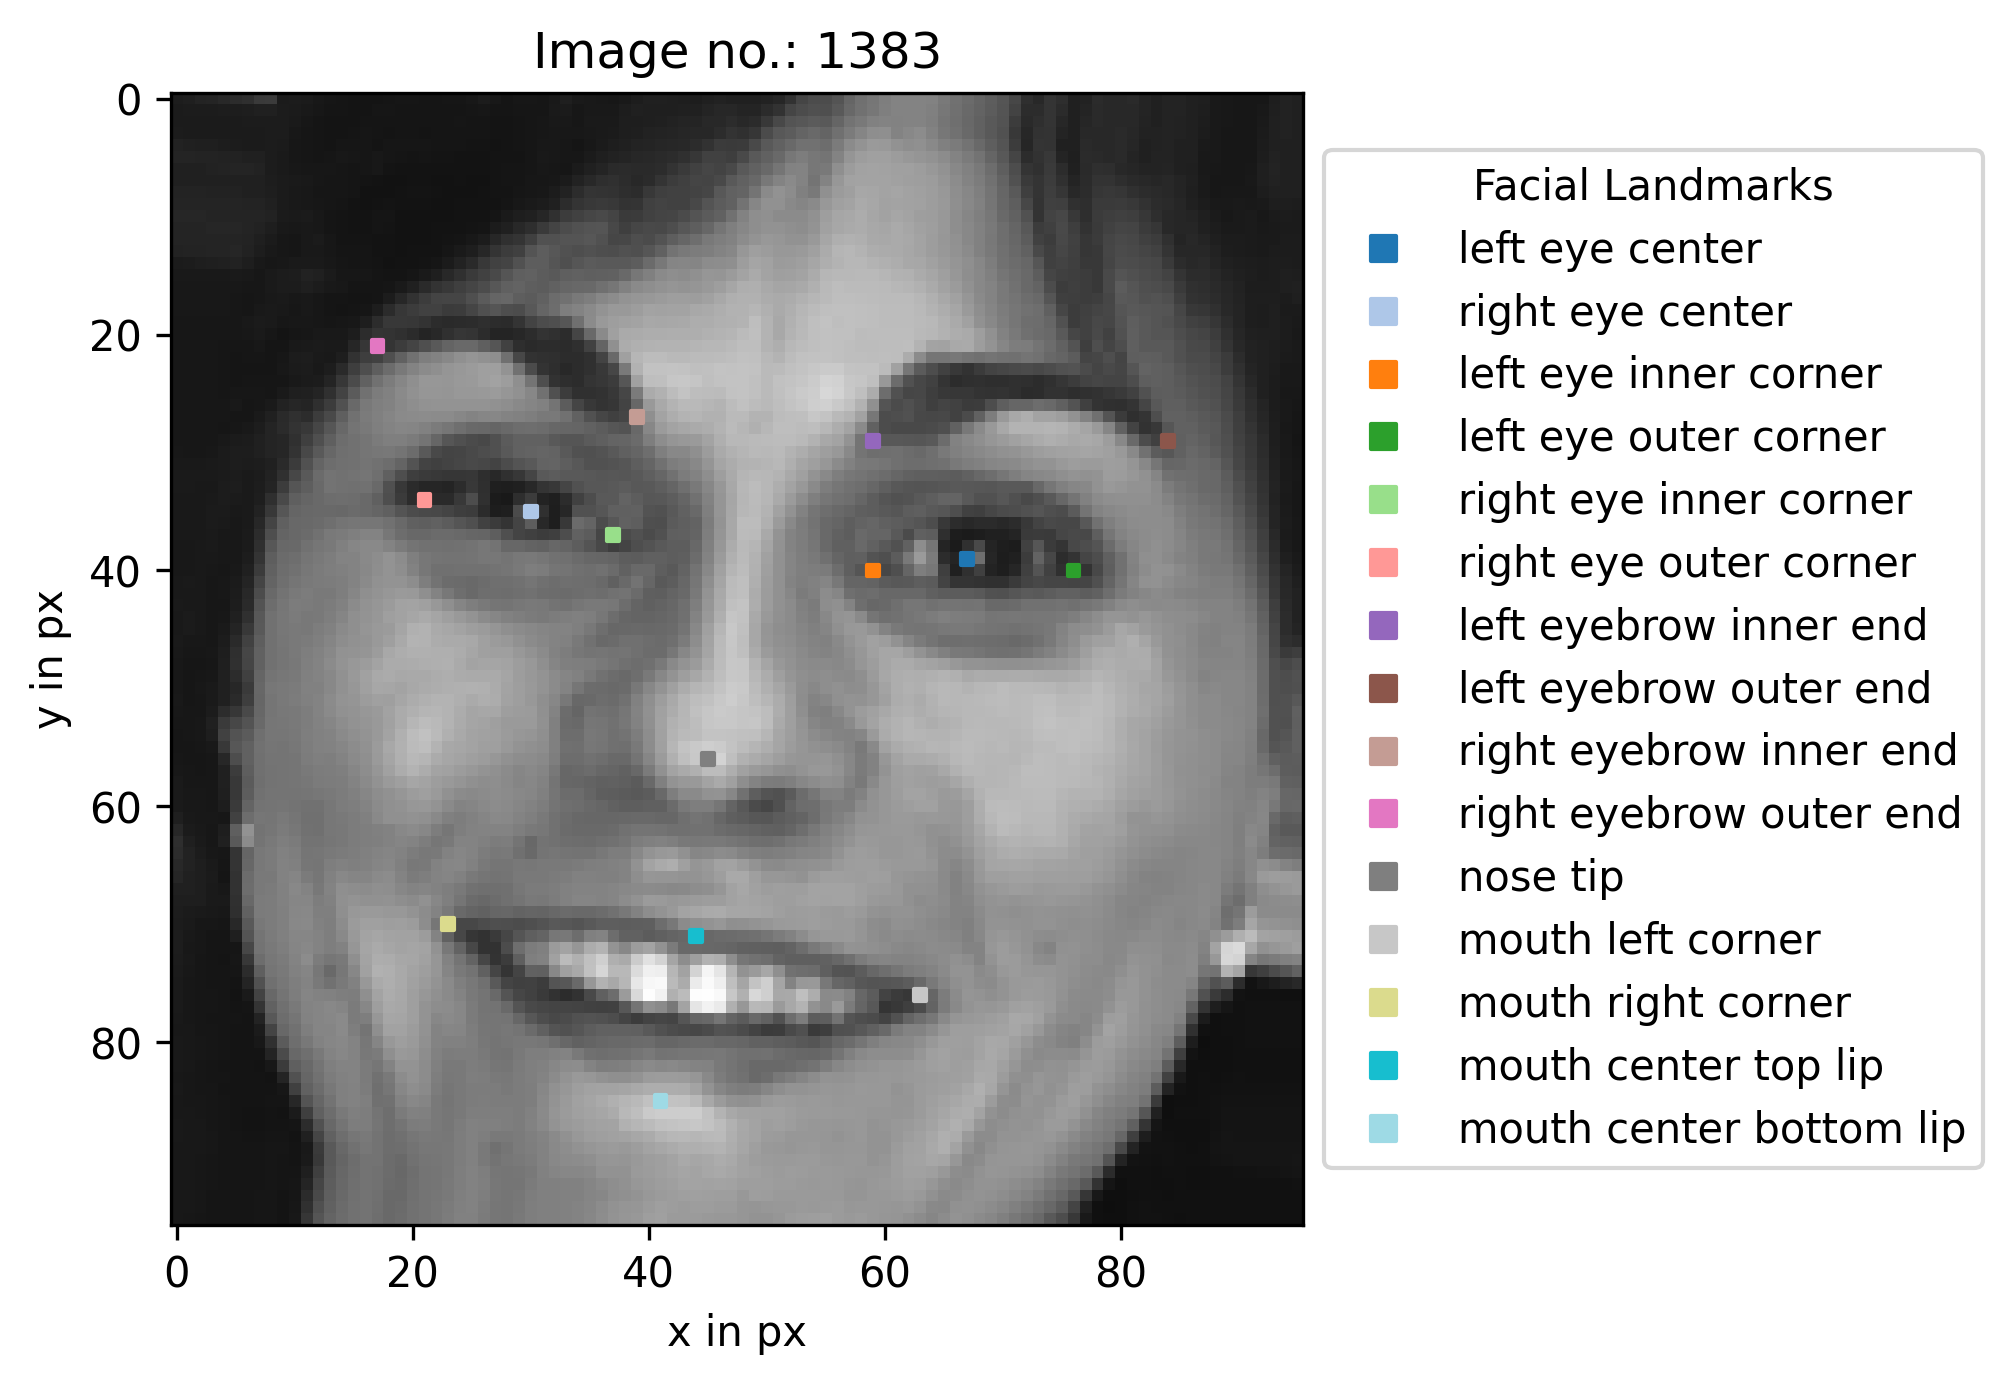 Image no.: 1383
0
20
40
60
80
y in px
0 20 40 60 80
x in px
Facial Landmarks
left eye center
right eye center
left eye inner corner
left eye outer corner
right eye inner corner
right eye outer corner
left eyebrow inner end
left eyebrow outer end
right eyebrow inner end
right eyebrow outer end
nose tip
mouth left corner
mouth right corner
mouth center top lip
mouth center bottom lip